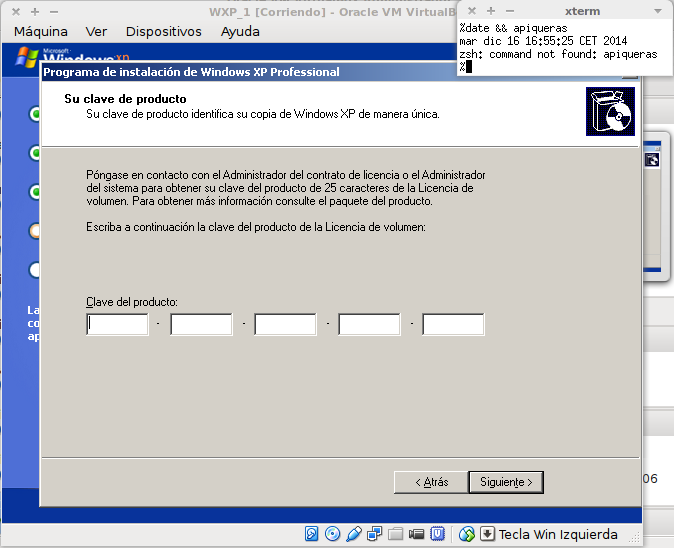 WXP_1 [Corriendo] - Oracle VM VirtualB
xterm
Máquina Ver Dispositivos Ayuda
%date && apiqueras
mar dic 16 16:55:25 CET 2014
zsh: command not found: apiqueras
%
Microsoft
Windows xp
Programa de instalación de Windows XP Professional
Su clave de producto
Su clave de producto identifica su copia de Windows XP de manera única.
Póngase en contacto con el Administrador del contrato de licencia o el Administrador
del sistema para obtener su clave del producto de 25 caracteres de la Licencia de
volumen. Para obtener más información consulte el paquete del producto.
Escriba a continuación la clave del producto de la Licencia de volumen:
Clave del producto:
- - - -
La
co
ap
< Atrás Siguiente >
06
Tecla Win Izquierda